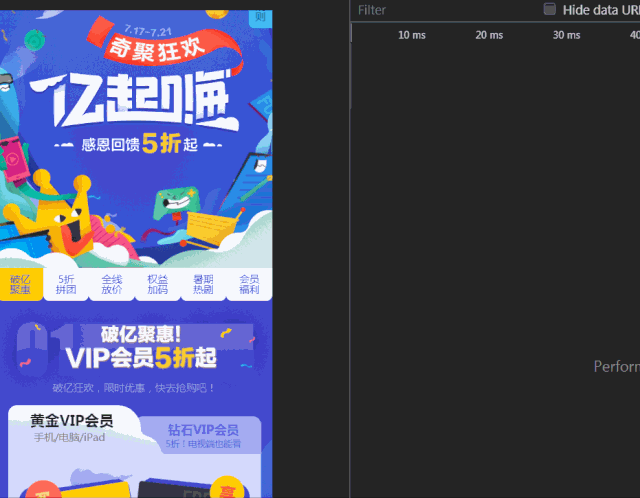 Filter
Hide data URL
10 ms
20 ms
30 ms
40
Perform
则
7.17-7.21
奇聚狂欢
亿起嗨
感恩回馈5折起
破亿聚惠
5折拼团
全线放价
权益加码
暑期热剧
会员福利
01
破亿聚惠!
VIP会员5折起
破亿狂欢，限时优惠，快去抢购吧！
黄金VIP会员
手机/电脑/iPad
钻石VIP会员
5折！电视端也能看